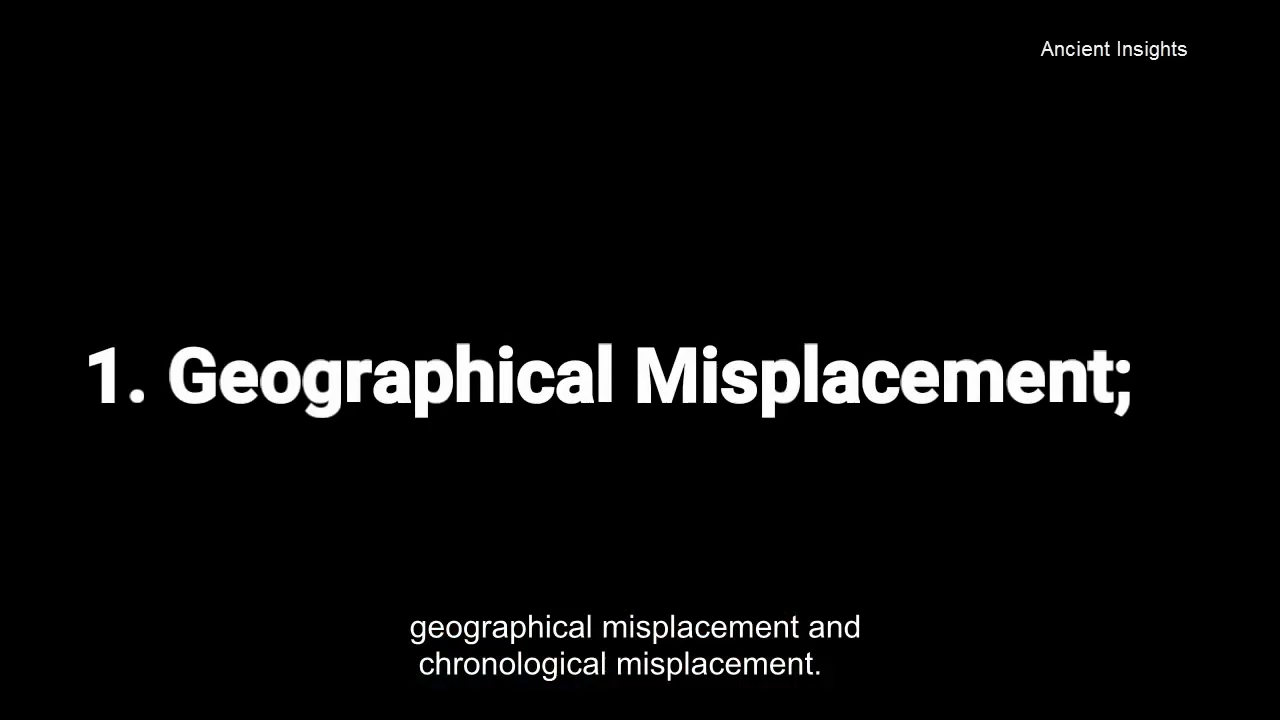 Ancient Insights
1. Geographical Misplacement;
geographical misplacement and
chronological misplacement.